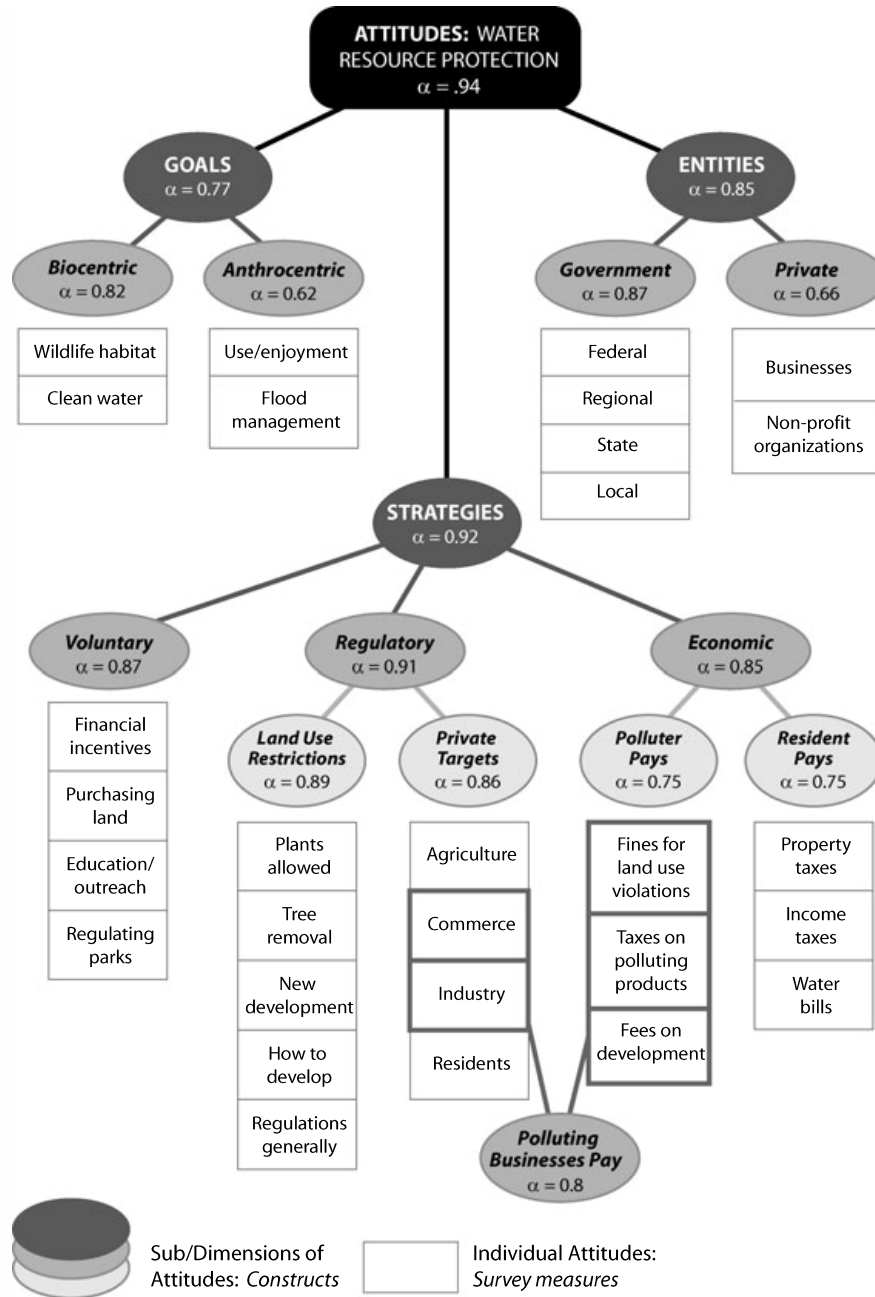 ATTITUDES: WATER
RESOURCE PROTECTION
α = .94
GOALS
α = 0.77
ENTITIES
α = 0.85
Biocentric
α = 0.82
Anthrocentric
α = 0.62
Government
α = 0.87
Private
α = 0.66
Wildlife habitat
Clean water
Use/enjoyment
Flood
management
Federal
Regional
State
Local
Businesses
Non-profit
organizations
STRATEGIES
α = 0.92
Voluntary
α = 0.87
Regulatory
α = 0.91
Economic
α = 0.85
Land Use
Restrictions
α = 0.89
Private
Targets
α = 0.86
Polluter
Pays
α = 0.75
Resident
Pays
α = 0.75
Financial
incentives
Purchasing
land
Education/
outreach
Regulating
parks
Plants
allowed
Tree
removal
New
development
How to
develop
Regulations
generally
Agriculture
Commerce
Industry
Residents
Fines for
land use
violations
Taxes on
polluting
products
Fees on
development
Property
taxes
Income
taxes
Water
bills
Polluting
Businesses Pay
α = 0.8
Sub/Dimensions of
Attitudes: Constructs
Individual Attitudes:
Survey measures